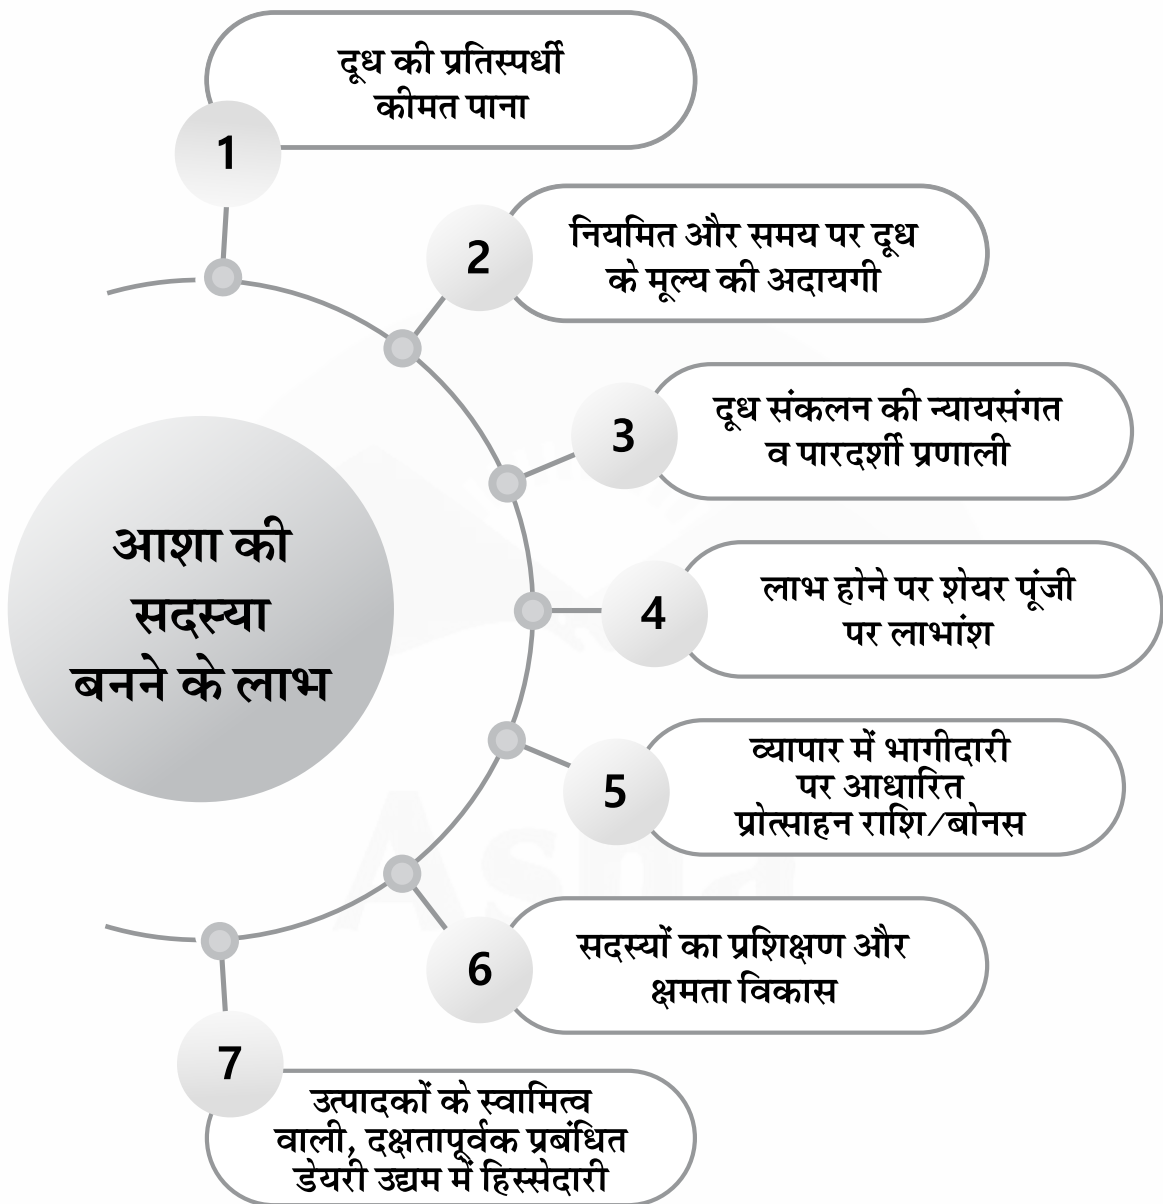 आशा की
सदस्या
बनने के लाभ
1
दूध की प्रतिस्पर्धी
कीमत पाना
2
नियमित और समय पर दूध
के मूल्य की अदायगी
3
दूध संकलन की न्यायसंगत
व पारदर्शी प्रणाली
4
लाभ होने पर शेयर पूंजी
पर लाभांश
5
व्यापार में भागीदारी
पर आधारित
प्रोत्साहन राशि/बोनस
6
सदस्यों का प्रशिक्षण और
क्षमता विकास
7
उत्पादकों के स्वामित्व
वाली, दक्षतापूर्वक प्रबंधित
डेयरी उद्यम में हिस्सेदारी
Asha